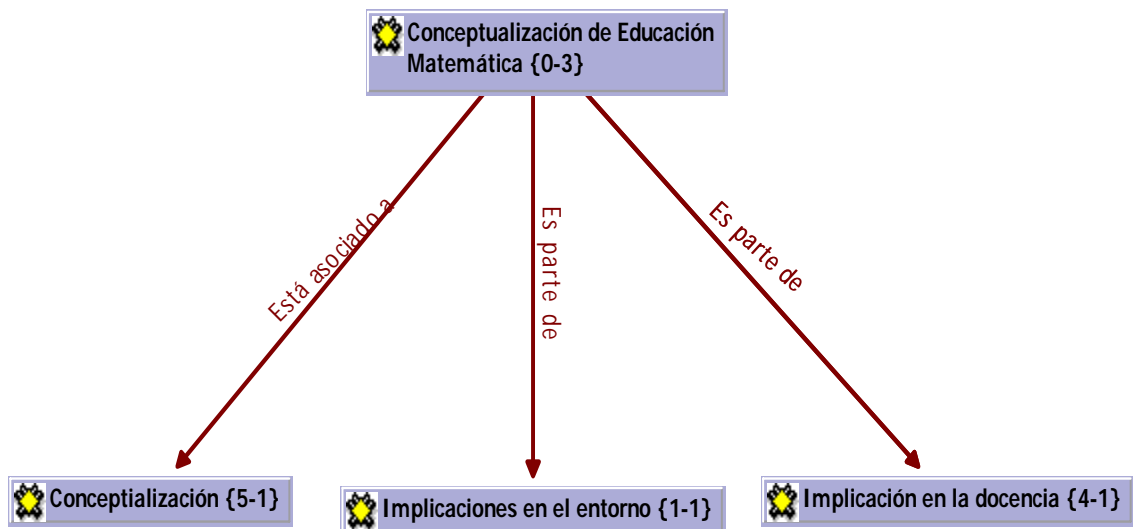 Conceptualización de Educación
Matemática {0-3}
Está asociado a
Es parte de
Es parte de
Conceptialización {5-1}
Implicaciones en el entorno {1-1}
Implicación en la docencia {4-1}